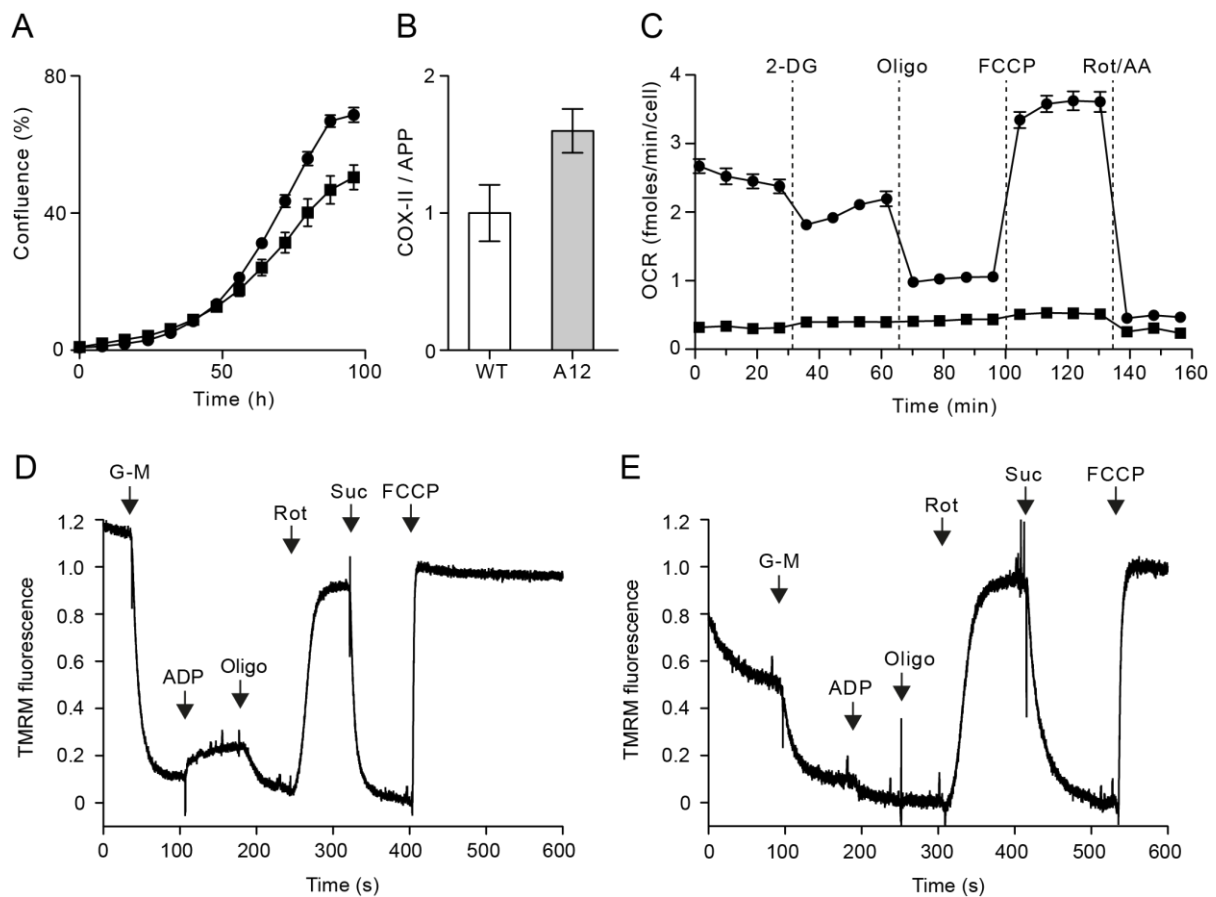 A
B
C
2-DG Oligo FCCP Rot/AA
80
40
0
Confluence (%)
0 50 100
Time (h)
2
1
0
COX-II / APP
WT A12
4
3
2
1
0
OCR (fmoles/min/cell)
0 20 40 60 80 100 120 140 160
Time (min)
D
G-M
ADP
Oligo
Rot
Suc
FCCP
1.2
1.0
0.8
0.6
0.4
0.2
0
TMRM fluorescence
0 100 200 300 400 500 600
Time (s)
E
G-M
ADP
Oligo
Rot
Suc
FCCP
1.2
1.0
0.8
0.6
0.4
0.2
0
TMRM fluorescence
0 100 200 300 400 500 600
Time (s)